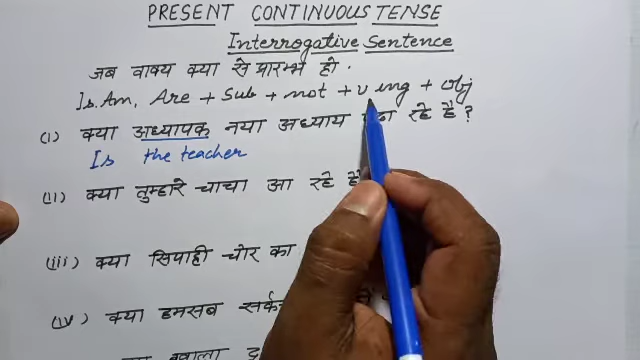 PRESENT CONTINUOUS TENSE
Interrogative Sentence
जब वाक्य क्या से प्रारम्भ हो .
Is, Am, Are + Sub + not + v ing + obj
(i) क्या अध्यापक नया अध्याय रहे है ?
Is the teacher
(ii) क्या तुम्हारे चाचा आ रहे
(iii) क्या सिपाही चोर का
(iv) क्या हमसब